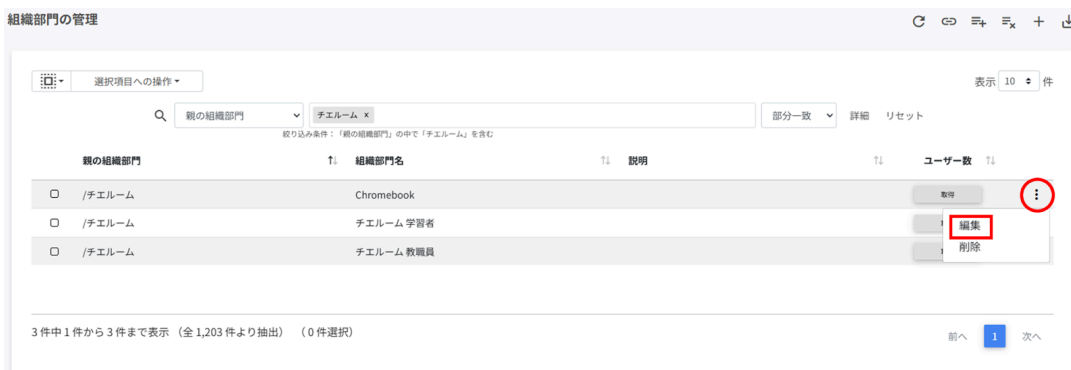 組織部門の管理
選択項目への操作
表示 10 件
親の組織部門 チエルーム x 部分一致 詳細 リセット
絞り込み条件：「親の組織部門」の中で「チエルーム」を含む
親の組織部門 組織部門名 説明 ユーザー数
/チエルーム Chromebook 取得
/チエルーム チエルーム 学習者
編集
/チエルーム チエルーム 教職員
削除
3 件中 1 件から 3 件まで表示 （全 1,203 件より抽出） （ 0 件選択）
前へ 1 次へ